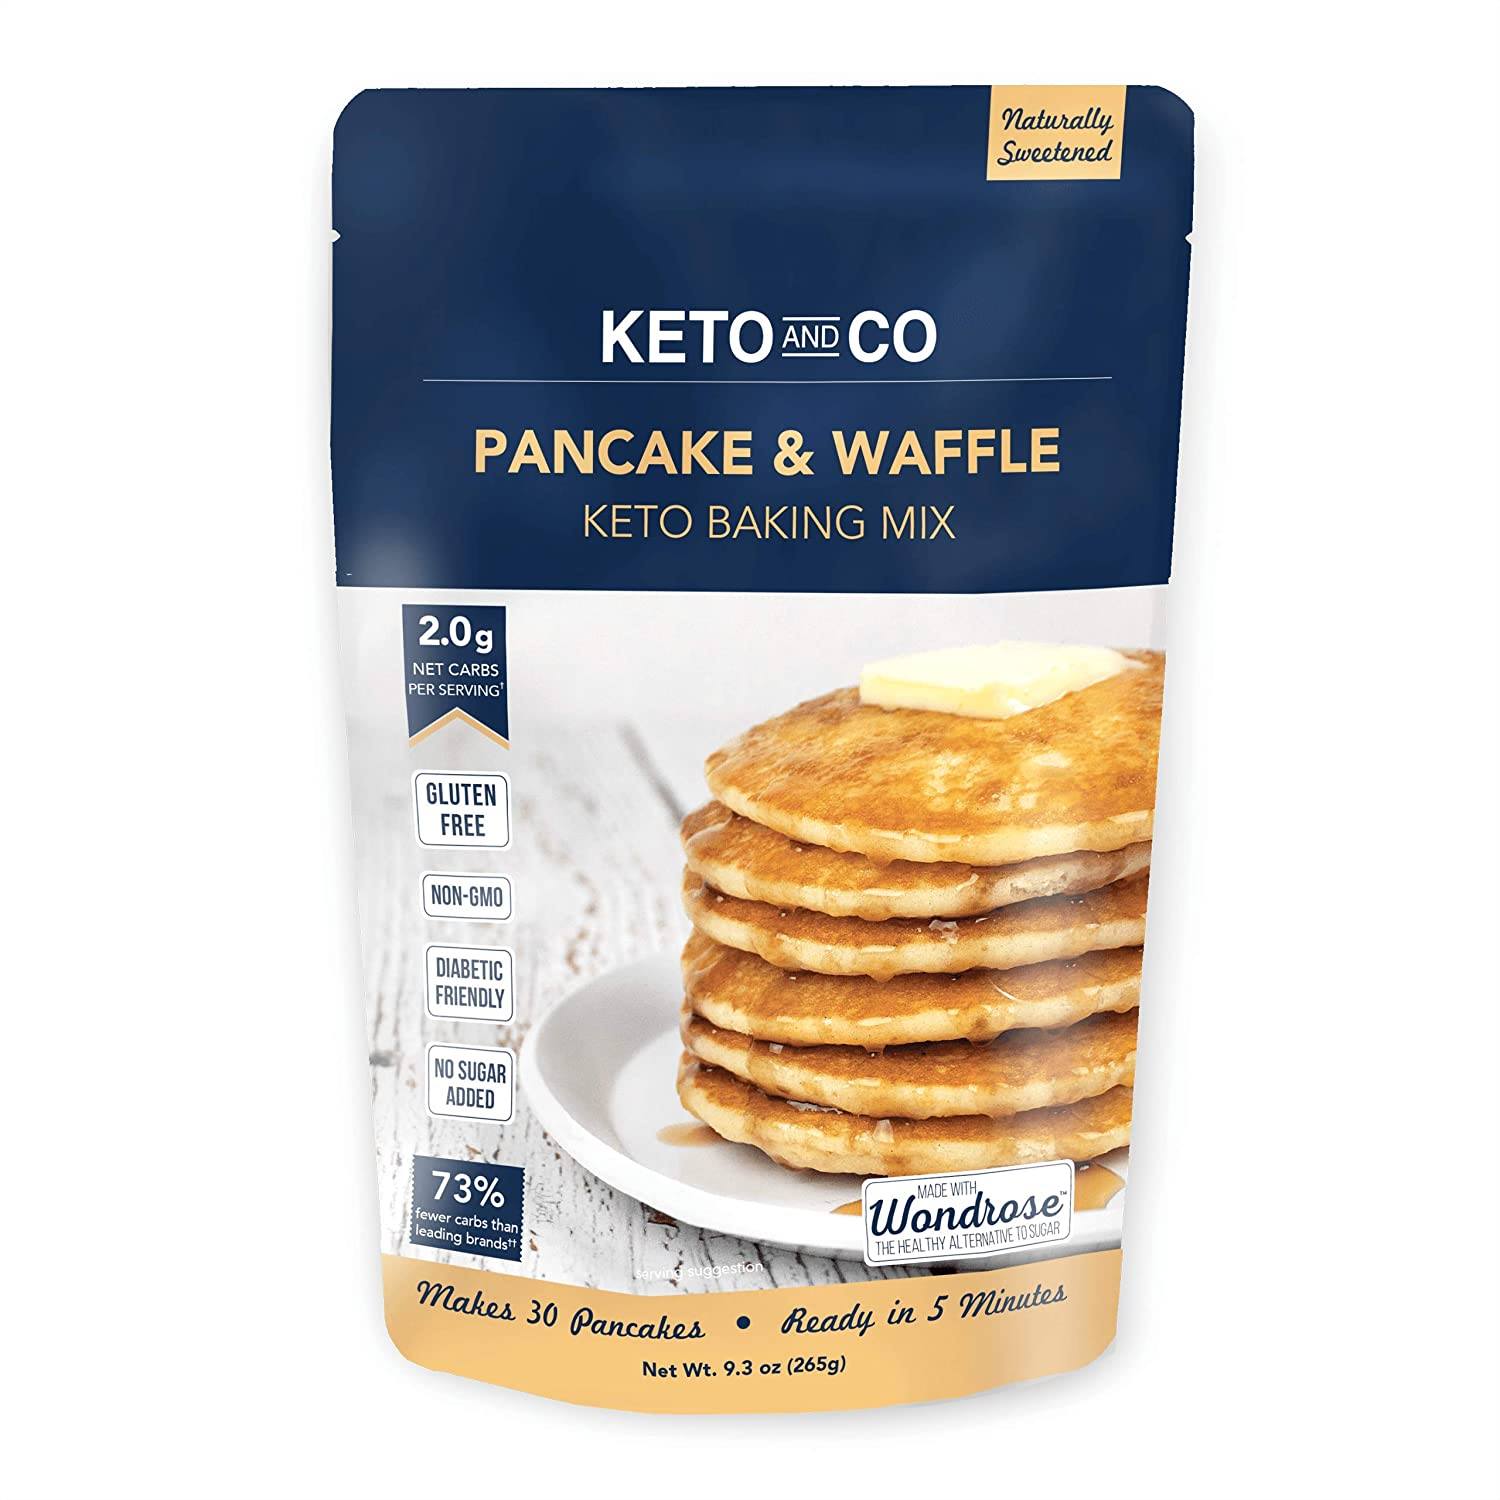 Naturally
Sweetened
KETO AND CO
PANCAKE & WAFFLE
KETO BAKING MIX
2.0g
NET CARBS
PER SERVING†
GLUTEN
FREE
NON-GMO
DIABETIC
FRIENDLY
NO SUGAR
ADDED
73%
fewer carbs than
leading brands††
MADE WITH
Wondrose™
THE HEALTHY ALTERNATIVE TO SUGAR
serving suggestion
Makes 30 Pancakes • Ready in 5 Minutes
Net Wt. 9.3 oz (265g)